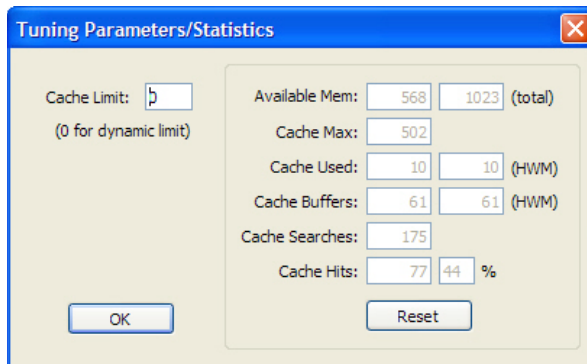 Tuning Parameters/Statistics
Cache Limit: 0
(0 for dynamic limit)
Available Mem: 568 1023 (total)
Cache Max: 502
Cache Used: 10 10 (HWM)
Cache Buffers: 61 61 (HWM)
Cache Searches: 175
Cache Hits: 77 44 %
OK
Reset